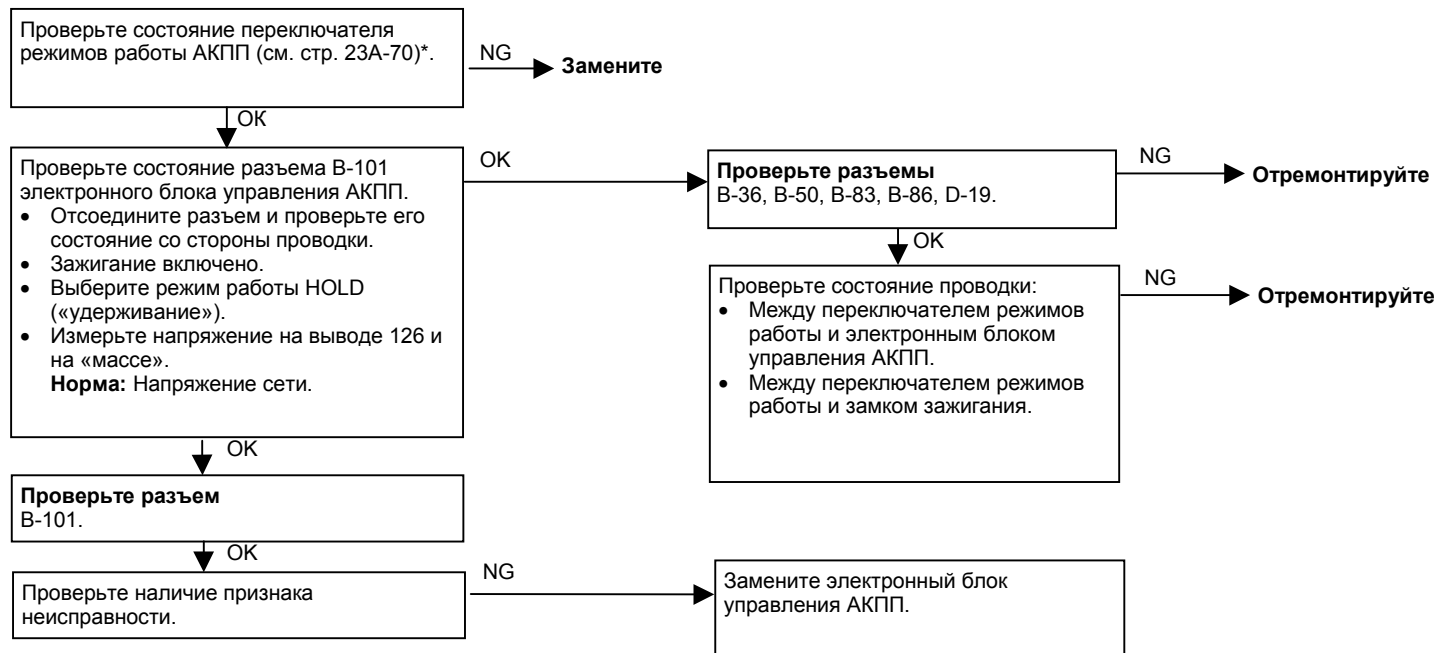 Проверьте состояние переключателя
режимов работы АКПП (см. стр. 23А-70)*.
NG
Замените
OK
Проверьте состояние разъема В-101
электронного блока управления АКПП.
• Отсоедините разъем и проверьте его
состояние со стороны проводки.
• Зажигание включено.
• Выберите режим работы HOLD
(«удерживание»).
• Измерьте напряжение на выводе 126 и
на «массе».
Норма: Напряжение сети.
OK
Проверьте разъемы
В-36, В-50, В-83, В-86, D-19.
NG
Отремонтируйте
OK
Проверьте состояние проводки:
• Между переключателем режимов
работы и электронным блоком
управления АКПП.
• Между переключателем режимов
работы и замком зажигания.
NG
Отремонтируйте
OK
Проверьте разъем
В-101.
OK
Проверьте наличие признака
неисправности.
NG
Замените электронный блок
управления АКПП.